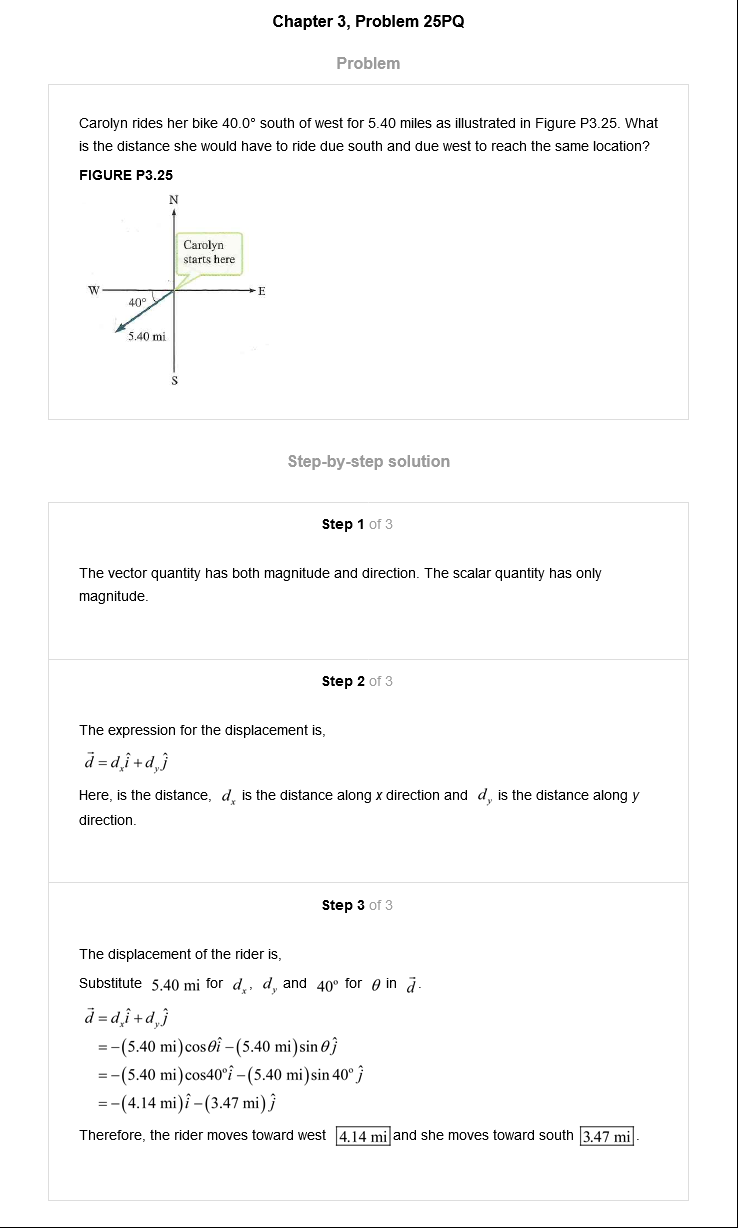 Chapter 3, Problem 25PQ
Problem
Carolyn rides her bike 40.0° south of west for 5.40 miles as illustrated in Figure P3.25. What
is the distance she would have to ride due south and due west to reach the same location?
FIGURE P3.25
N
Carolyn
starts here
W
E
40°
5.40 mi
S
Step-by-step solution
Step 1 of 3
The vector quantity has both magnitude and direction. The scalar quantity has only
magnitude.
Step 2 of 3
The expression for the displacement is,
$\vec{d} = d_x\hat{i} + d_y\hat{j}$
Here, is the distance, $d_x$ is the distance along x direction and $d_y$ is the distance along y
direction.
Step 3 of 3
The displacement of the rider is,
Substitute 5.40 mi for $d_x$, $d_y$ and 40° for θ in $\vec{d}$.
$\vec{d} = d_x\hat{i} + d_y\hat{j}$
$= -(5.40 \text{ mi})\cos\theta\hat{i} - (5.40 \text{ mi})\sin\theta\hat{j}$
$= -(5.40 \text{ mi})\cos 40°\hat{i} - (5.40 \text{ mi})\sin 40°\hat{j}$
$= -(4.14 \text{ mi})\hat{i} - (3.47 \text{ mi})\hat{j}$
Therefore, the rider moves toward west 4.14 mi and she moves toward south 3.47 mi.